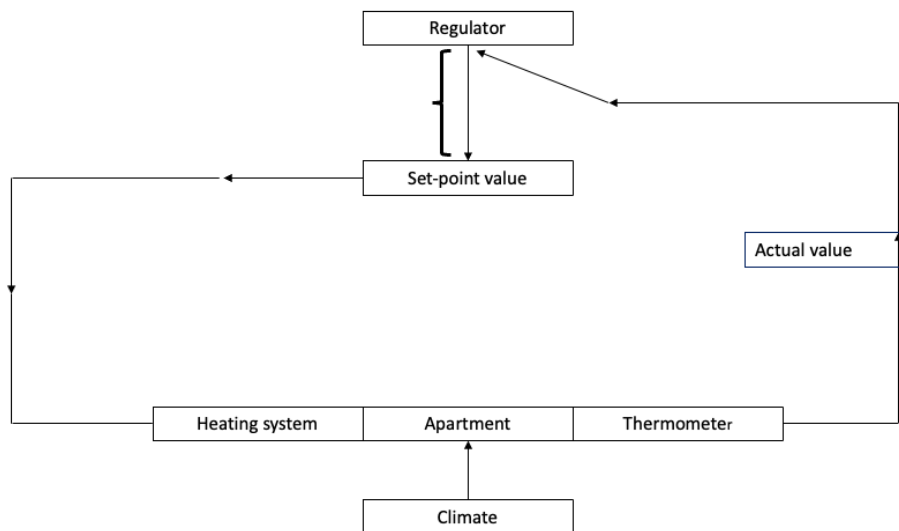 Regulator
Set-point value
Actual value
Heating system
Apartment
Thermometer
Climate